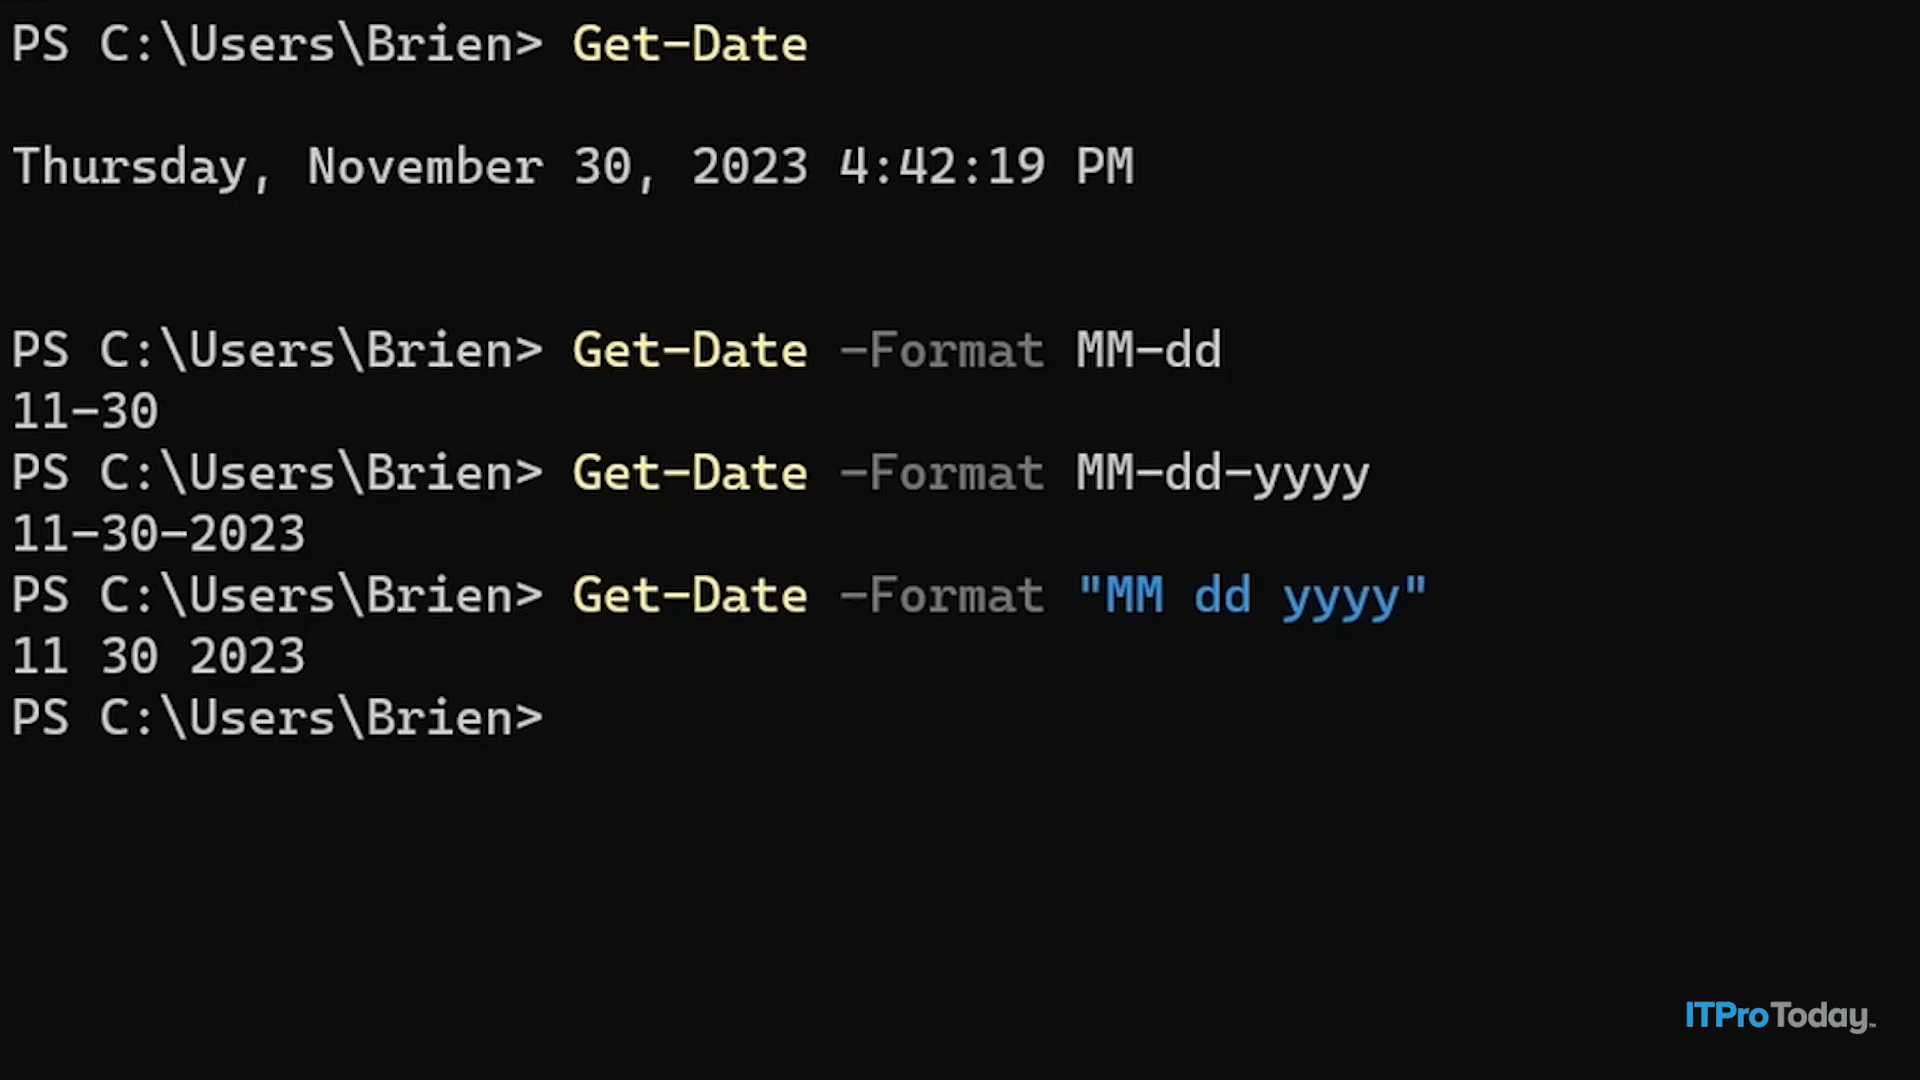 PS C:\Users\Brien> Get-Date
Thursday, November 30, 2023 4:42:19 PM
PS C:\Users\Brien> Get-Date -Format MM-dd
11-30
PS C:\Users\Brien> Get-Date -Format MM-dd-yyyy
11-30-2023
PS C:\Users\Brien> Get-Date -Format "MM dd yyyy"
11 30 2023
PS C:\Users\Brien>
ITProToday™